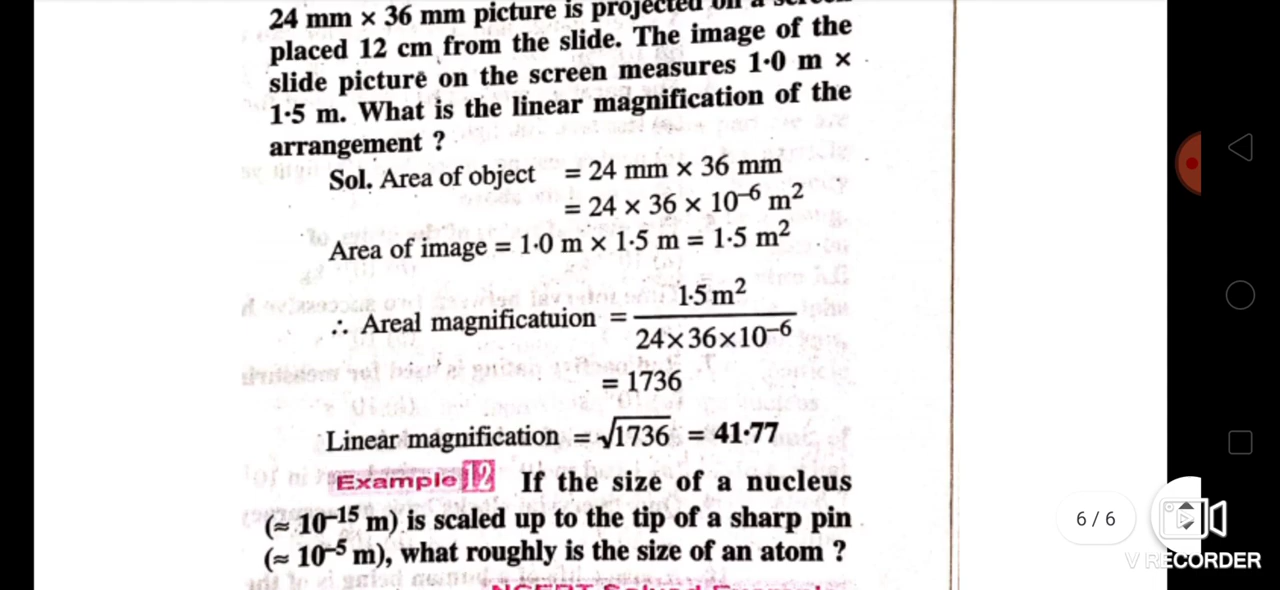 24 mm × 36 mm picture is projected on a screen
placed 12 cm from the slide. The image of the
slide picture on the screen measures 1·0 m ×
1·5 m. What is the linear magnification of the
arrangement ?
Sol. Area of object = 24 mm × 36 mm
= 24 × 36 × 10⁻⁶ m²
Area of image = 1·0 m × 1·5 m = 1·5 m²
∴ Areal magnificatuion = 1·5 m² / 24×36×10⁻⁶
= 1736
Linear magnification = √1736 = 41·77
Example 12 If the size of a nucleus
(≈ 10⁻¹⁵ m) is scaled up to the tip of a sharp pin
(≈ 10⁻⁵ m), what roughly is the size of an atom ?
6 / 6
V RECORDER